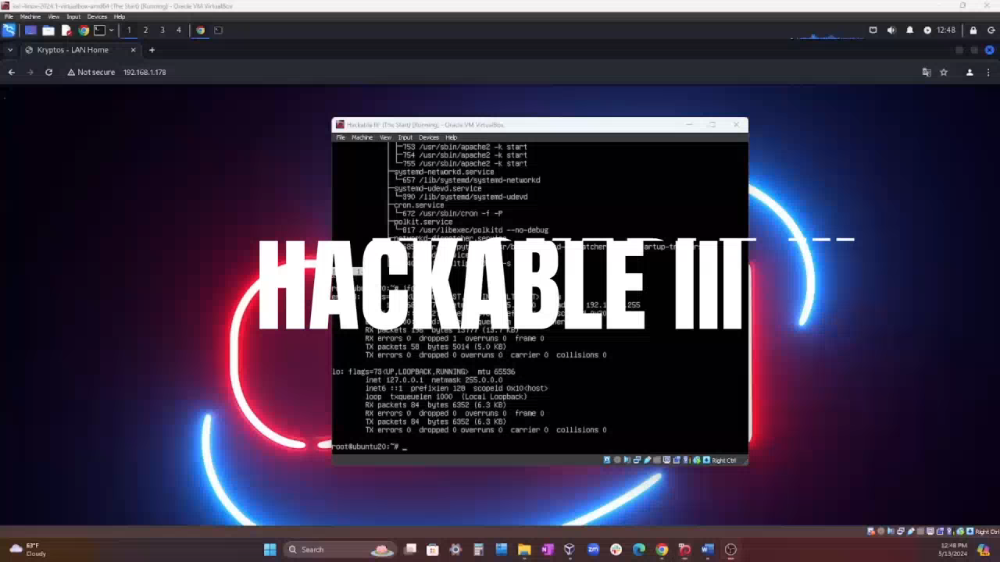 (The Start) [Running] - Oracle VM VirtualBox
File Machine View Input Devices Help
1 2 3 4
12:48
Kryptos - LAN Home
Not secure 192.168.1.178
Hackable RP (The Start) [Running] - Oracle VM VirtualBox
File Machine View Input Devices Help
├─753 /usr/sbin/apache2 -k start
├─754 /usr/sbin/apache2 -k start
└─755 /usr/sbin/apache2 -k start
├─systemd-networkd.service
└─657 /lib/systemd/systemd-networkd
├─systemd-udevd.service
└─390 /lib/systemd/systemd-udevd
├─cron.service
└─672 /usr/sbin/cron -f -P
├─polkit.service
└─817 /usr/libexec/polkitd --no-debug
HACKABLE III
192.
RX packets 196 bytes 13777 (13.7 KB)
RX errors 0 dropped 1 overruns 0 frame 0
TX packets 58 bytes 5014 (5.0 KB)
TX errors 0 dropped 0 overruns 0 carrier 0 collisions 0
lo: flags=73<UP,LOOPBACK,RUNNING> mtu 65536
inet 127.0.0.1 netmask 255.0.0.0
inet6 ::1 prefixlen 128 scopeid 0x10<host>
loop txqueuelen 1000 (Local Loopback)
RX packets 84 bytes 6352 (6.3 KB)
RX errors 0 dropped 0 overruns 0 frame 0
TX packets 84 bytes 6352 (6.3 KB)
TX errors 0 dropped 0 overruns 0 carrier 0 collisions 0
root@ubuntu20:~# _
Right Ctrl
Right Ctrl
63°F
Cloudy
Search
12:48 PM
5/13/2024